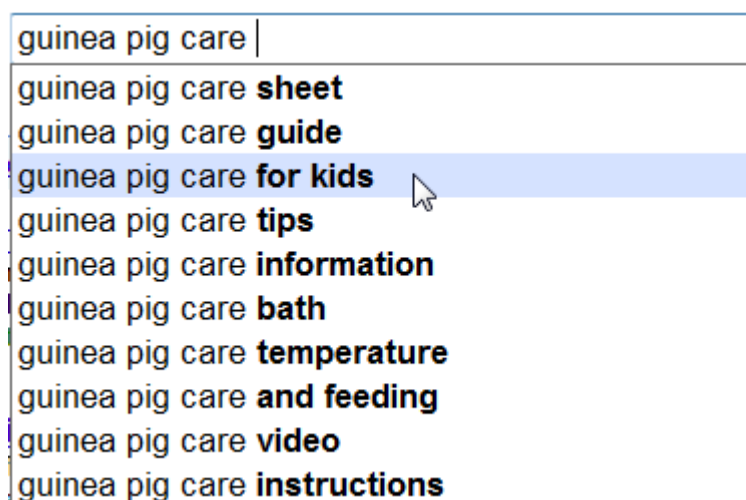 guinea pig care
guinea pig care sheet
guinea pig care guide
guinea pig care for kids
guinea pig care tips
guinea pig care information
guinea pig care bath
guinea pig care temperature
guinea pig care and feeding
guinea pig care video
guinea pig care instructions